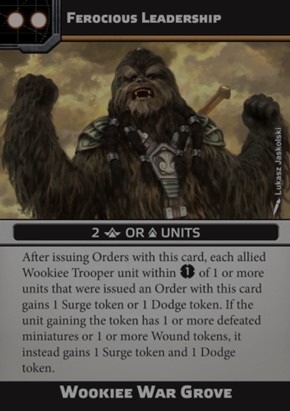 Ferocious Leadership
Lukasz Jaskolski
2 OR UNITS
After issuing Orders with this card, each allied
Wookiee Trooper unit within 1 of 1 or more
units that were issued an Order with this card
gains 1 Surge token or 1 Dodge token. If the
unit gaining the token has 1 or more defeated
miniatures or 1 or more Wound tokens, it
instead gains 1 Surge token and 1 Dodge
token.
Wookiee War Grove